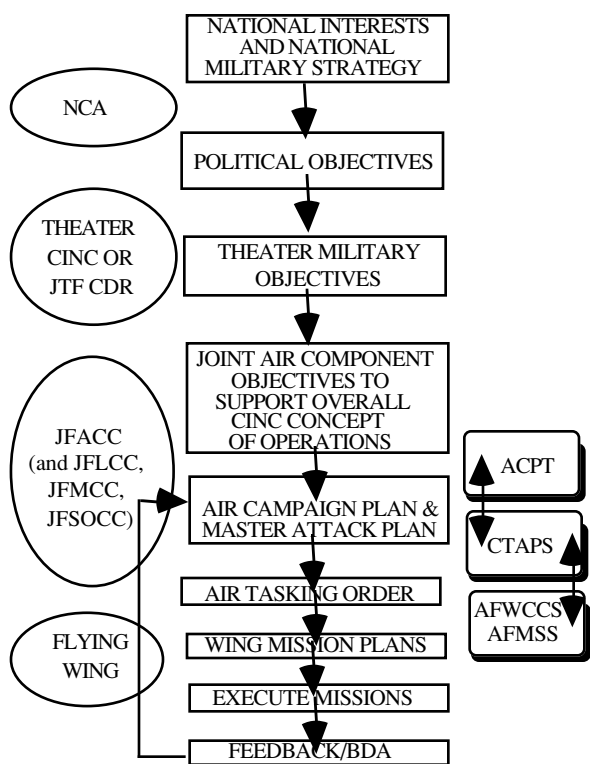 NATIONAL INTERESTS
AND NATIONAL
MILITARY STRATEGY
NCA
POLITICAL OBJECTIVES
THEATER
CINC OR
JTF CDR
THEATER MILITARY
OBJECTIVES
JOINT AIR COMPONENT
OBJECTIVES TO
SUPPORT OVERALL
CINC CONCEPT
OF OPERATIONS
JFACC
(and JFLCC,
JFMCC,
JFSOCC)
ACPT
AIR CAMPAIGN PLAN &
MASTER ATTACK PLAN
CTAPS
AIR TASKING ORDER
AFWCCS
AFMSS
FLYING
WING
WING MISSION PLANS
EXECUTE MISSIONS
FEEDBACK/BDA